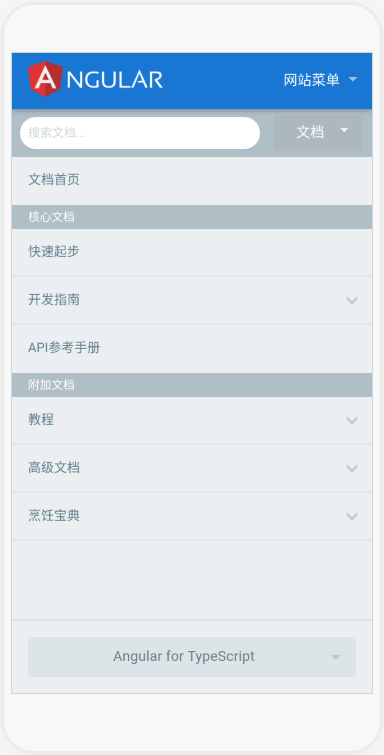 ANGULAR
网站菜单
搜索文档...
文档
文档首页
核心文档
快速起步
开发指南
API参考手册
附加文档
教程
高级文档
烹饪宝典
Angular for TypeScript